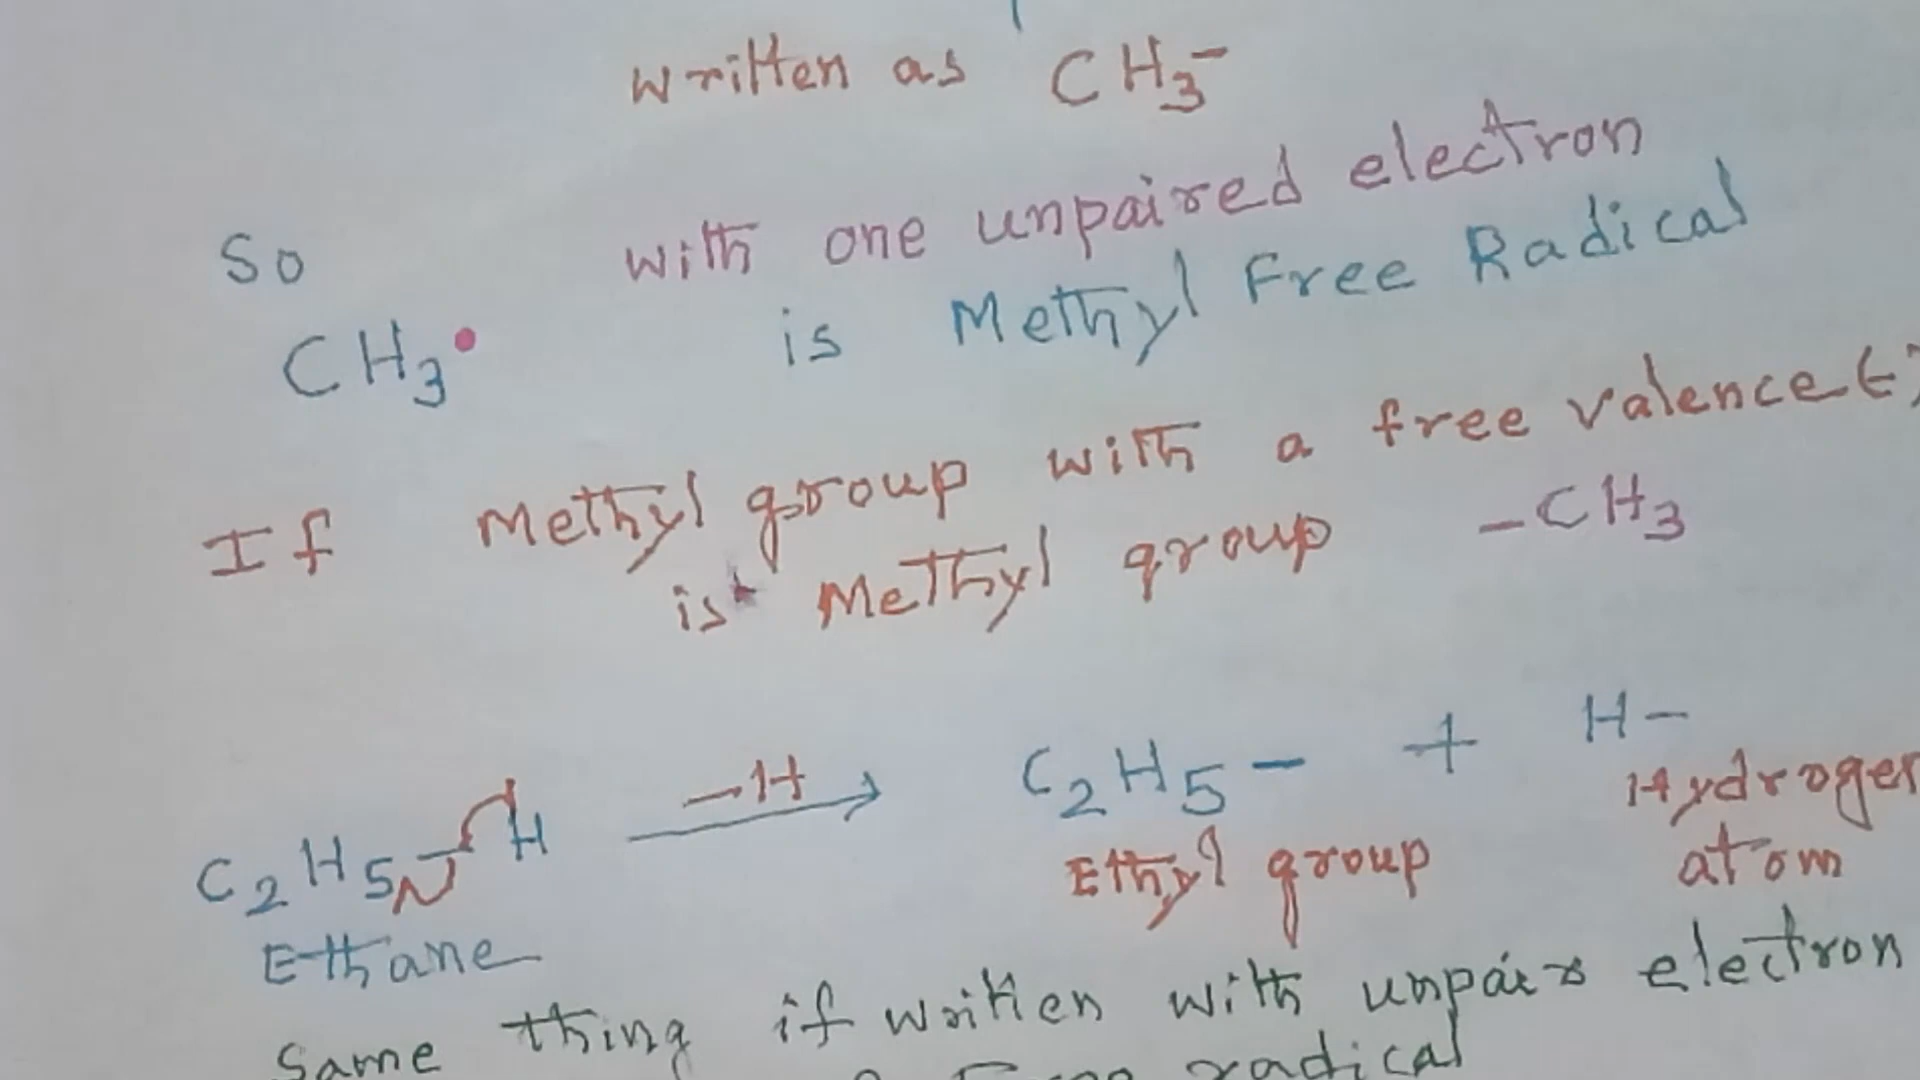 written as CH₃-
So with one unpaired electron
CH₃• is Methyl Free Radical
If Methyl group with a free valence (-)
is Methyl group -CH₃
C₂H₅-H -H → C₂H₅- + H-
Ethane Ethyl group Hydrogen
atom
Same thing if written with unpair electron
radical